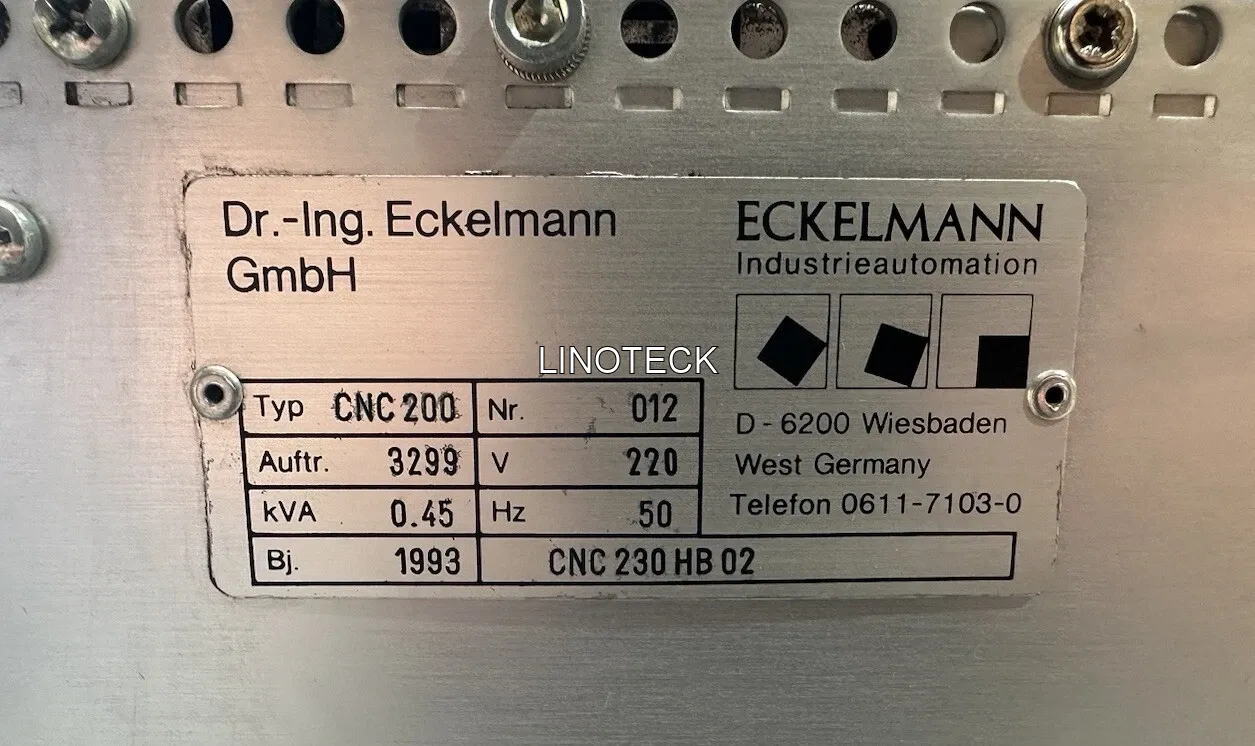 Dr.-Ing. Eckelmann
GmbH
ECKELMANN
Industrieautomation
LINOTECK
Typ CNC 200 Nr. 012
Auftr. 3299 V 220
kVA 0.45 Hz 50
Bj. 1993 CNC 230 HB 02
D - 6200 Wiesbaden
West Germany
Telefon 0611-7103-0